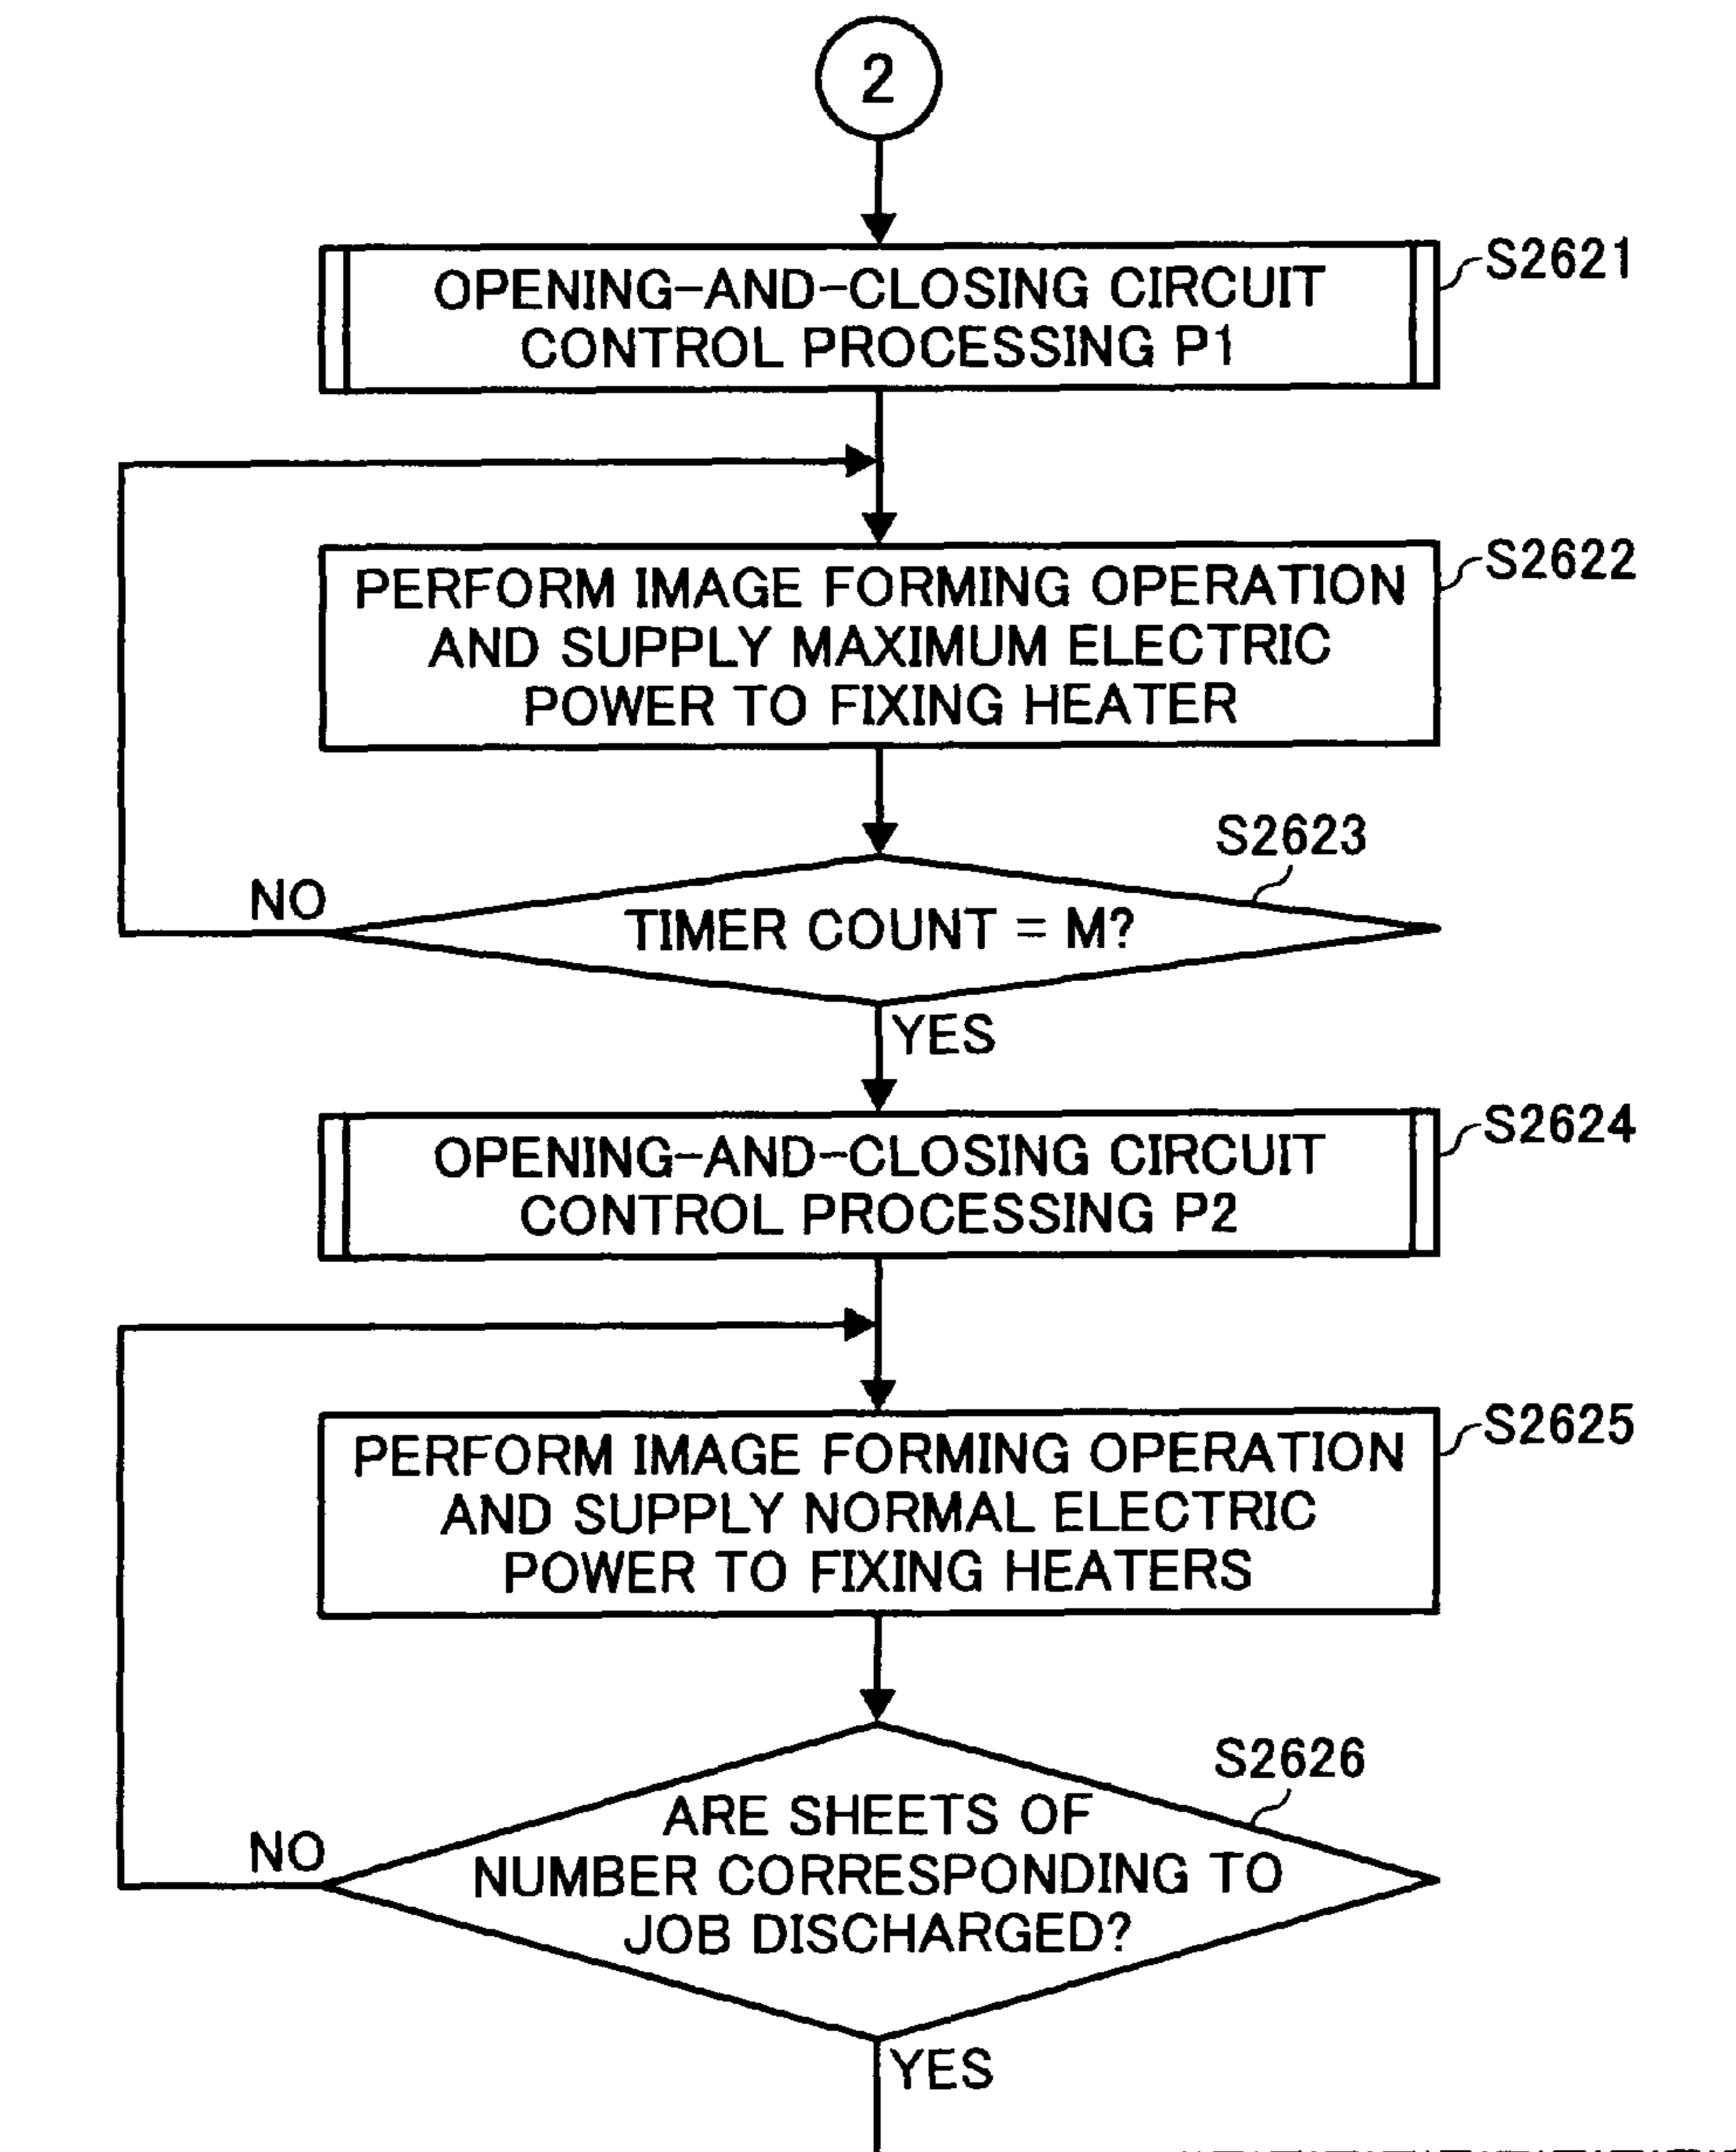 2
OPENING-AND-CLOSING CIRCUIT
CONTROL PROCESSING P1
S2621
PERFORM IMAGE FORMING OPERATION
AND SUPPLY MAXIMUM ELECTRIC
POWER TO FIXING HEATER
S2622
S2623
NO
TIMER COUNT = M?
YES
OPENING-AND-CLOSING CIRCUIT
CONTROL PROCESSING P2
S2624
PERFORM IMAGE FORMING OPERATION
AND SUPPLY NORMAL ELECTRIC
POWER TO FIXING HEATERS
S2625
S2626
NO
ARE SHEETS OF
NUMBER CORRESPONDING TO
JOB DISCHARGED?
YES